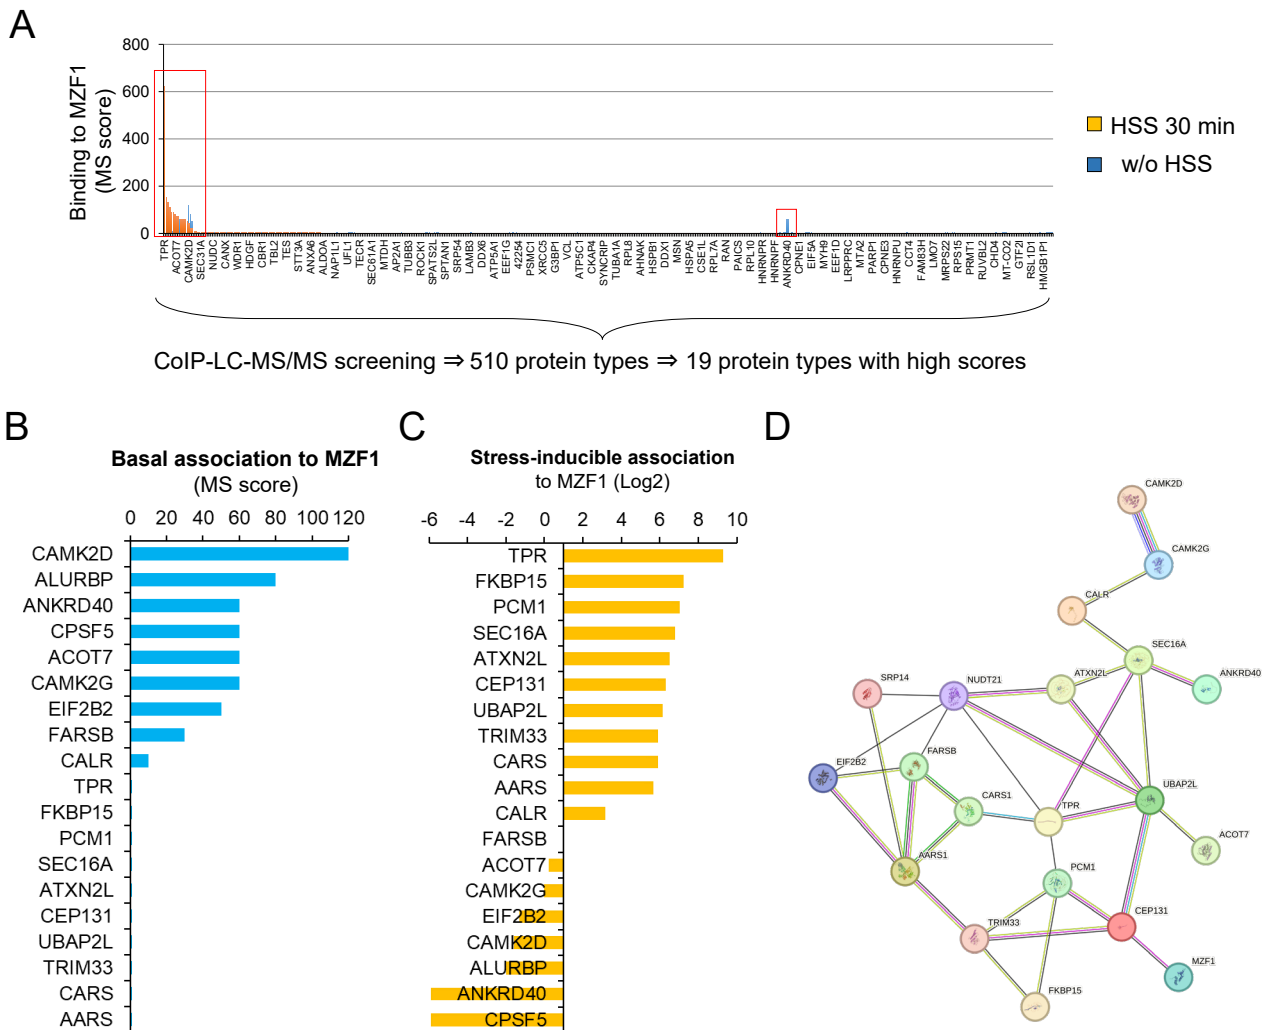 A
800
600
400
200
0
Binding to MZF1
(MS score)
HSS 30 min
w/o HSS
TPR
ACOT7
CAMK2D
SEC31A
NUDC
CANX
WDR1
HDGF
CBR1
TBL2
TES
STT3A
ANXA6
ALDOA
NAP1L1
UFL1
TECR
SEC61A1
MTDH
AP2A1
TUBB3
ROCK1
SPATS2L
SPTAN1
SRP54
LAMB3
DDX6
ATP5A1
EEF1G
42254
PSMC1
XRCC5
G3BP1
VCL
ATP5C1
CKAP4
SYNCRIP
TUBA1A
RPL8
AHNAK
HSPB1
DDX1
MSN
HSPA5
CSE1L
RPL7A
RAN
PAICS
RPL10
HNRNPR
HNRNPF
ANKRD40
CPNE1
EIF5A
MYH9
EEF1D
LRPPRC
MTA2
PARP1
CPNE3
HNRNPU
CCT4
FAM83H
LMO7
MRPS22
RPS15
PRMT1
RUVBL2
CHD4
MT-CO2
GTF2I
RSL1D1
HMGB1P1
CoIP-LC-MS/MS screening ⇒ 510 protein types ⇒ 19 protein types with high scores
B
Basal association to MZF1
(MS score)
0 20 40 60 80 100 120
CAMK2D
ALURBP
ANKRD40
CPSF5
ACOT7
CAMK2G
EIF2B2
FARSB
CALR
TPR
FKBP15
PCM1
SEC16A
ATXN2L
CEP131
UBAP2L
TRIM33
CARS
AARS
C
Stress-inducible association
to MZF1 (Log2)
-6 -4 -2 0 2 4 6 8 10
TPR
FKBP15
PCM1
SEC16A
ATXN2L
CEP131
UBAP2L
TRIM33
CARS
AARS
CALR
FARSB
ACOT7
CAMK2G
EIF2B2
CAMK2D
ALURBP
ANKRD40
CPSF5
D
CAMK2D
CAMK2G
CALR
SEC16A
ATXN2L
ANKRD40
SRP14
NUDT21
FARSB
EIF2B2
CARS1
TPR
UBAP2L
ACOT7
AARS1
PCM1
CEP131
TRIM33
MZF1
FKBP15